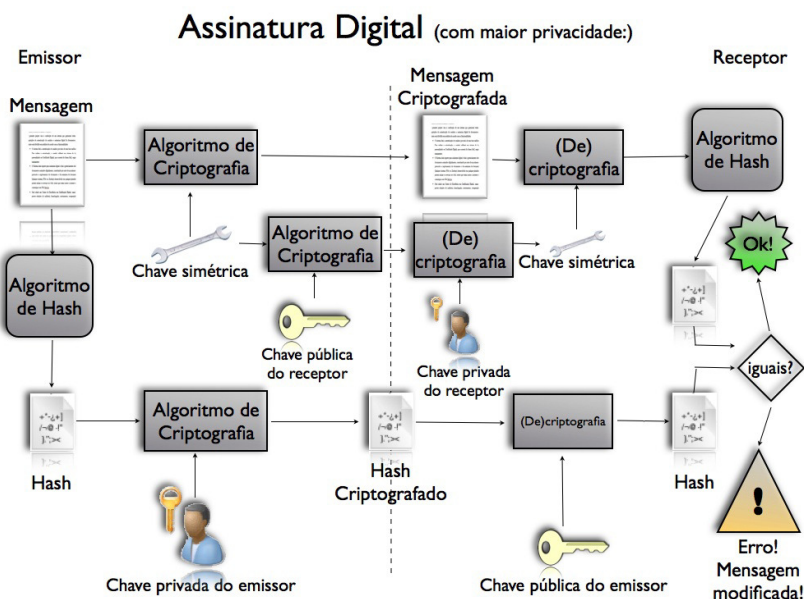 Assinatura Digital (com maior privacidade:)
Emissor
Receptor
Mensagem
Mensagem
Criptografada
Algoritmo de
Criptografia
(De)
criptografia
Algoritmo
de Hash
Chave simétrica
Algoritmo de
Criptografia
(De)
criptografia
Chave simétrica
Ok!
Algoritmo
de Hash
Chave pública
do receptor
Chave privada
do receptor
iguais?
Hash
Algoritmo de
Criptografia
Hash
Criptografado
(De)criptografia
Hash
!
Chave privada do emissor
Chave pública do emissor
Erro!
Mensagem
modificada!